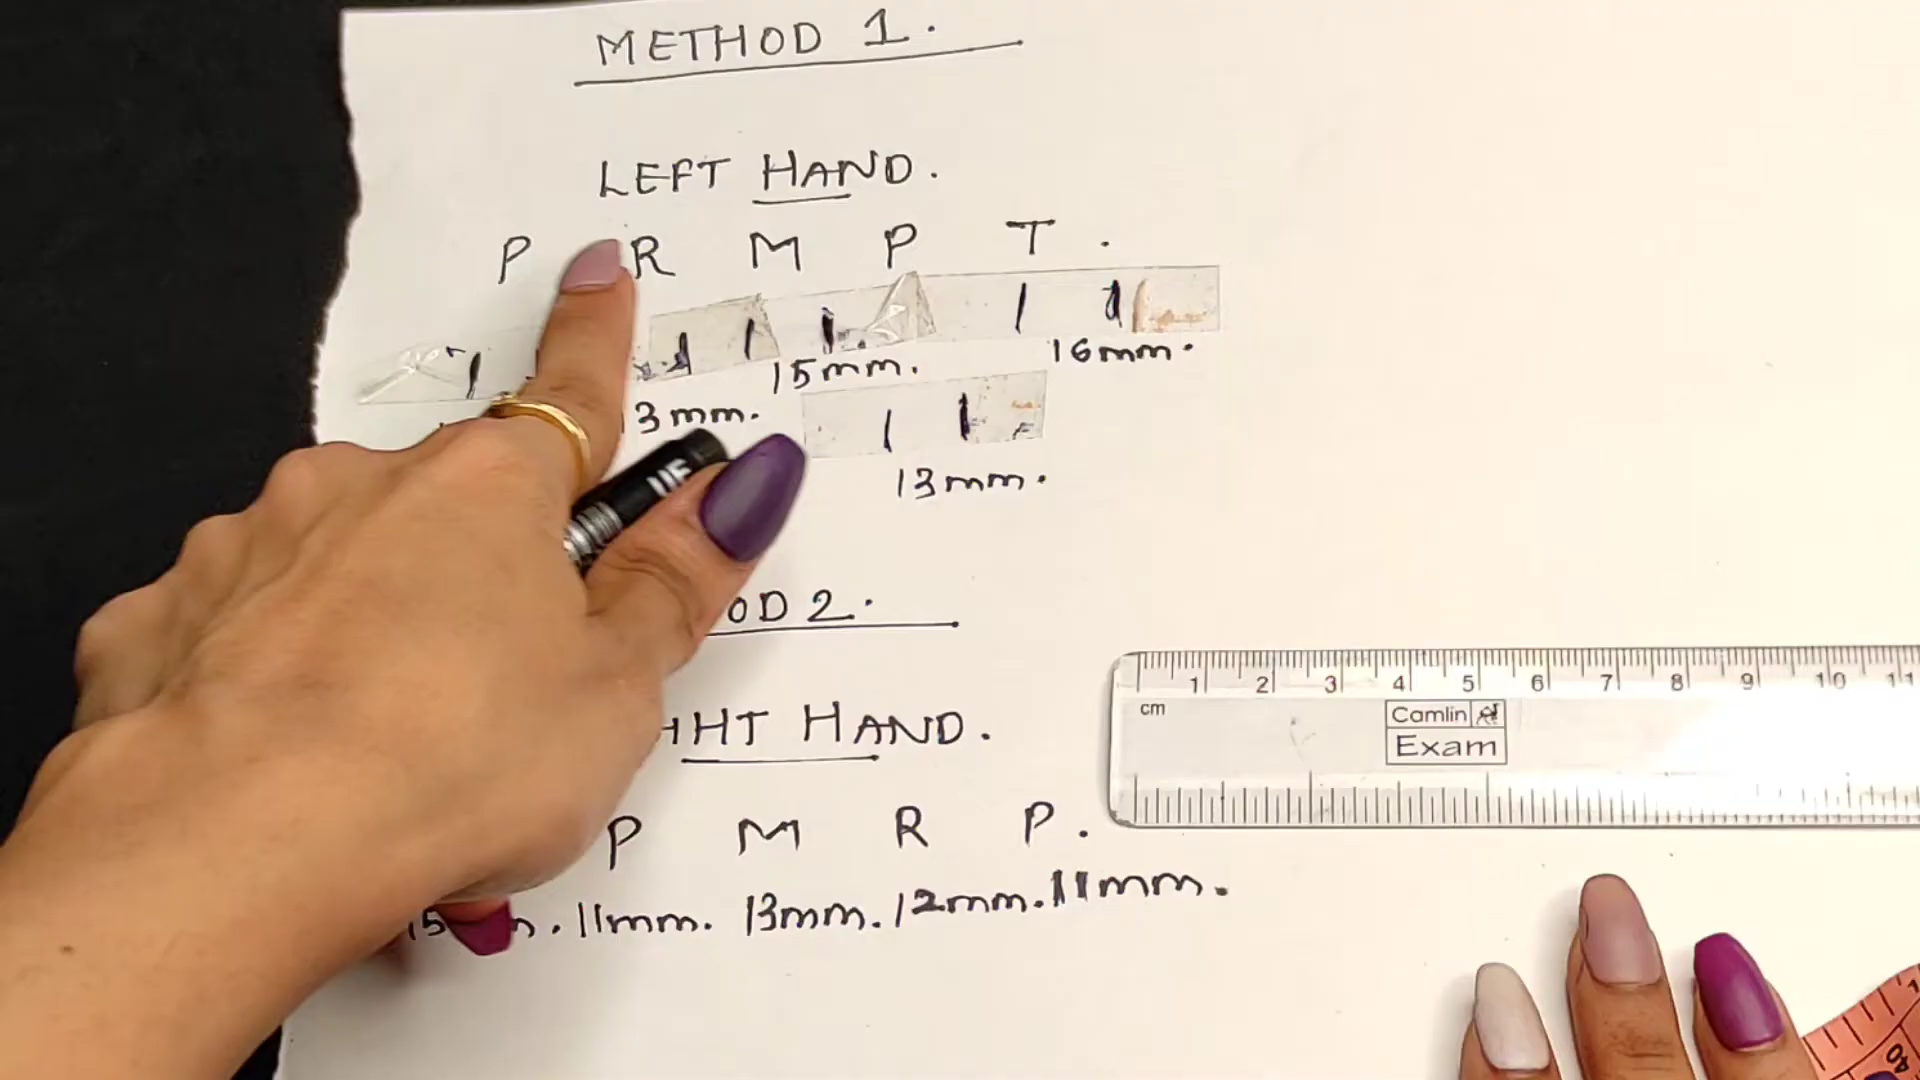 METHOD 1.
LEFT HAND.
P R M P T.
16mm.
15mm.
13mm.
13mm.
OD 2.
HHT HAND.
P M R P.
11mm. 13mm. 12mm. 11mm.
1 2 3 4 5 6 7 8 9 10 11
cm
Camlin
Exam
40